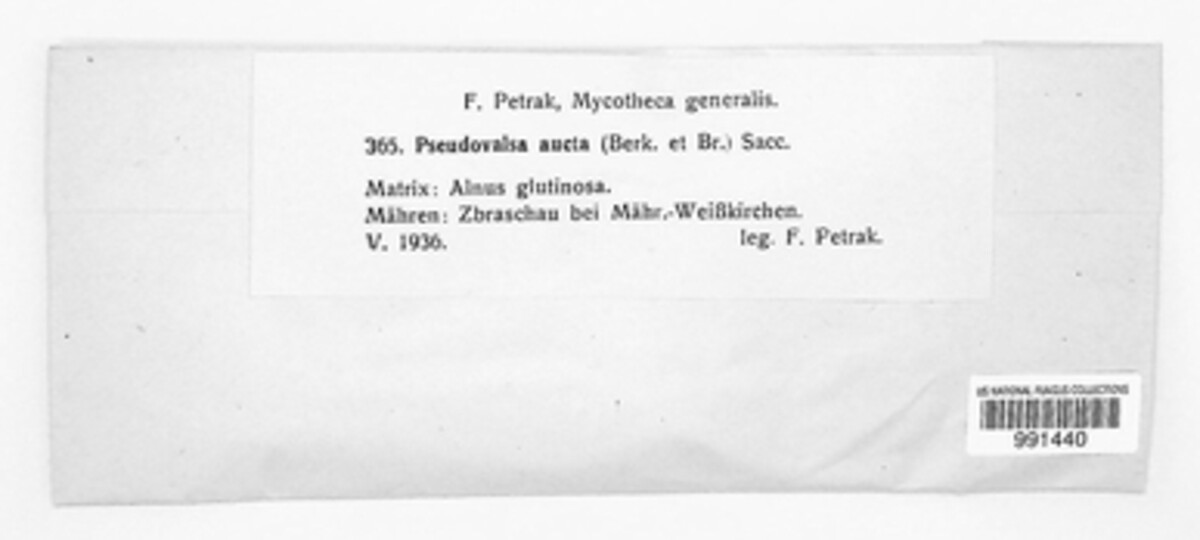 F. Petrak, Mycotheca generalis.
365. Pseudovalsa aucta (Berk. et Br.) Sacc.
Matrix: Alnus glutinosa.
Mähren: Zbraschau bei Mähr.-Weißkirchen.
V. 1936. leg. F. Petrak.
US NATIONAL FUNGUS COLLECTIONS
991440